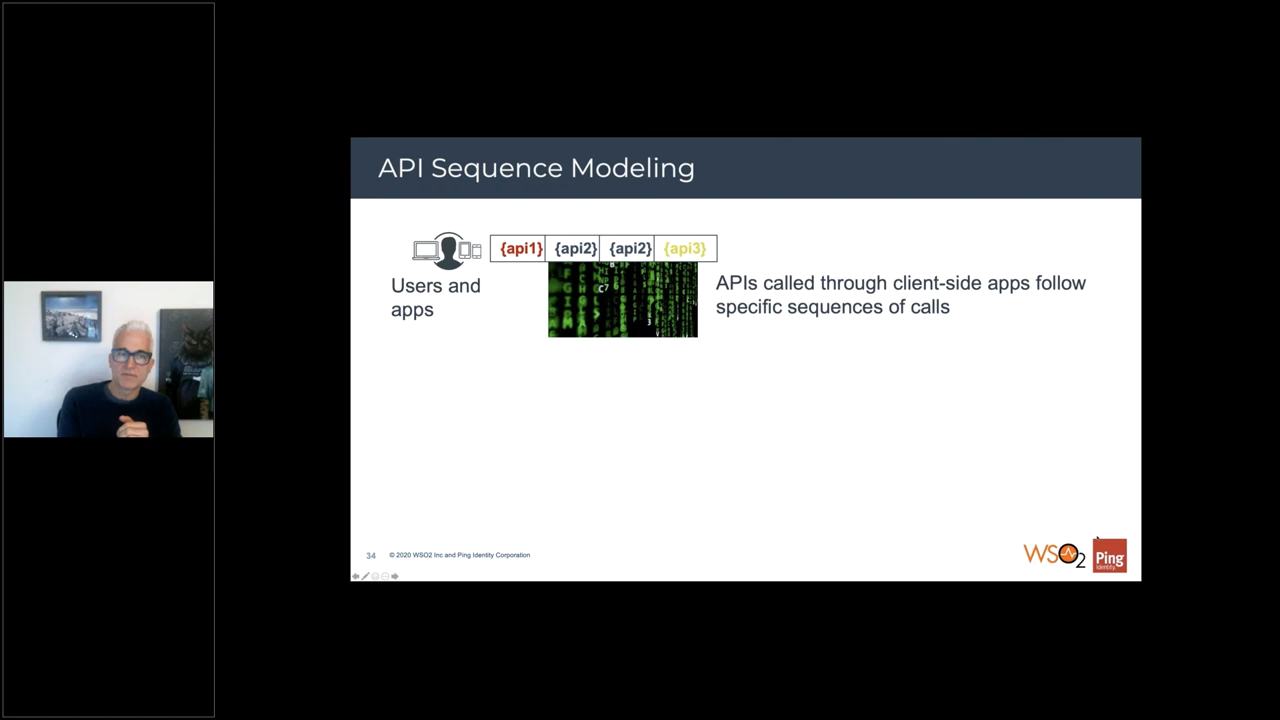 API Sequence Modeling
{api1} {api2} {api2} {api3}
Users and
apps
APIs called through client-side apps follow
specific sequences of calls
34 © 2020 WSO2 Inc and Ping Identity Corporation
WSO2
Ping
Identity